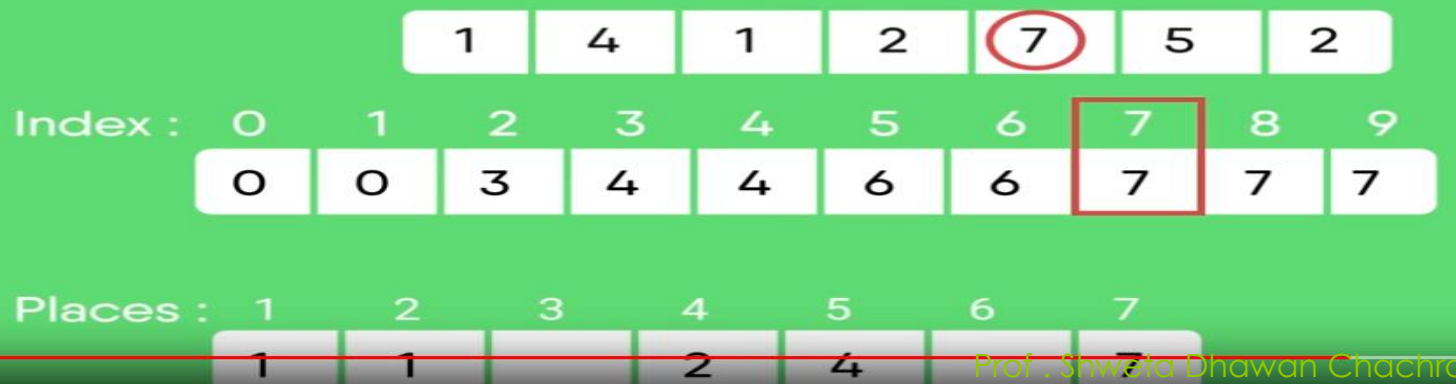 1 4 1 2 7 5 2
Index : 0 1 2 3 4 5 6 7 8 9
0 0 3 4 4 6 6 7 7 7
Places : 1 2 3 4 5 6 7
1 1 2 4 7
Prof . Shweta Dhawan Chachra